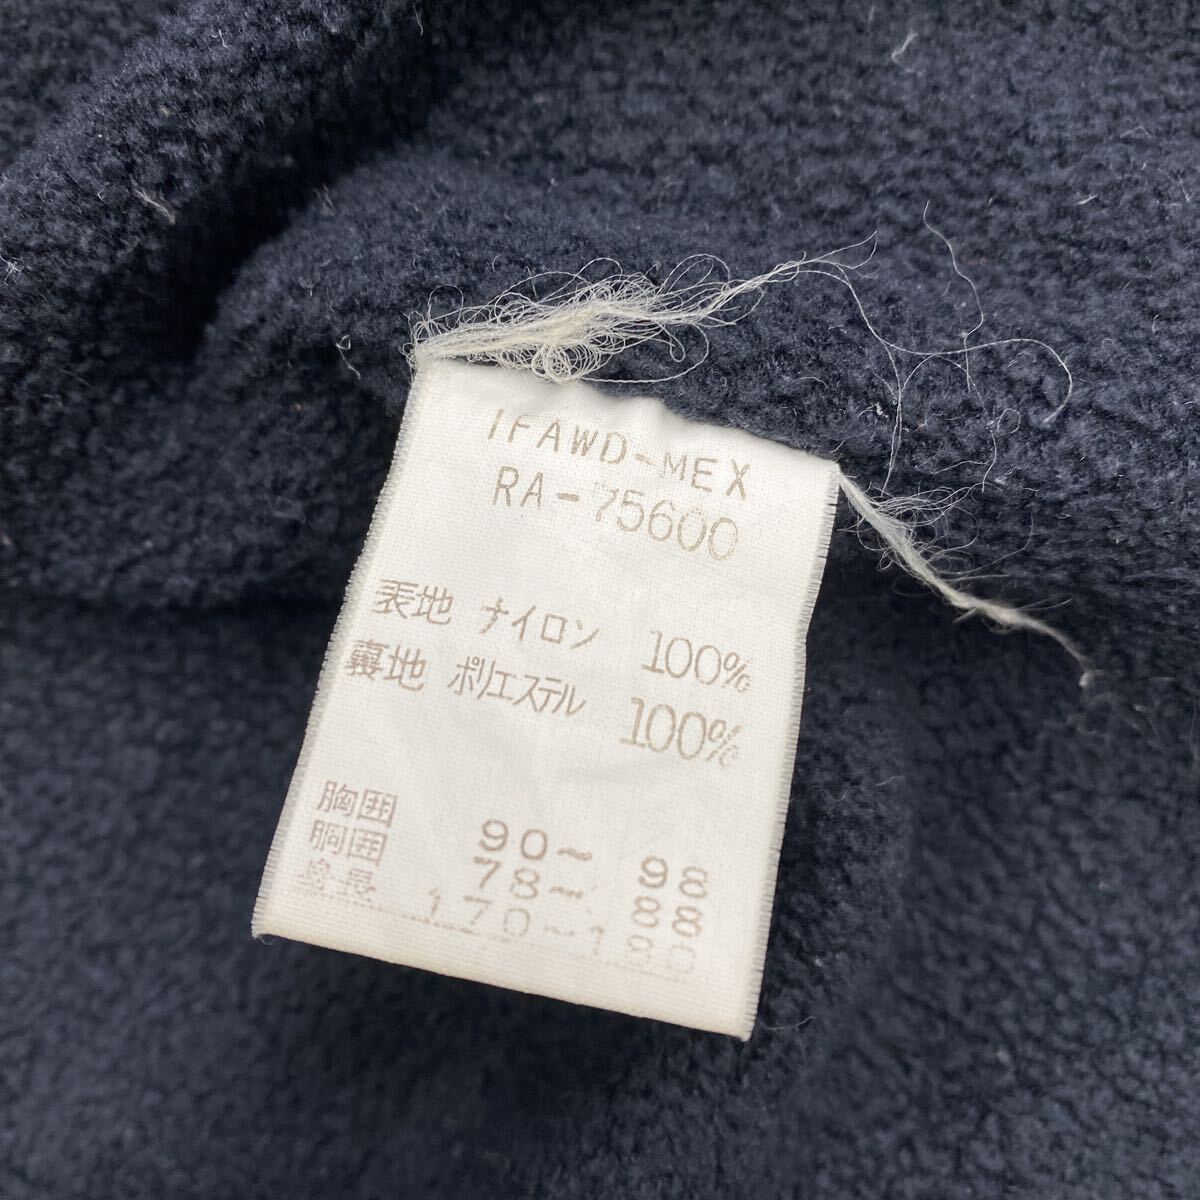 IFAWD-MEX
RA-75600
表地 ナイロン 100%
裏地 ポリエステル 100%
胸囲 90~ 98
胴囲 78~ 88
身長 170~180